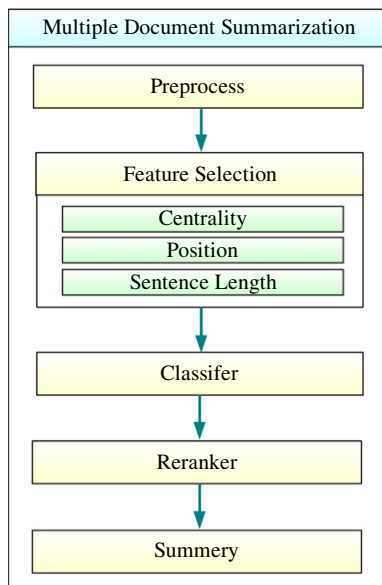 Multiple Document Summarization
Preprocess
Feature Selection
Centrality
Position
Sentence Length
Classifer
Reranker
Summery